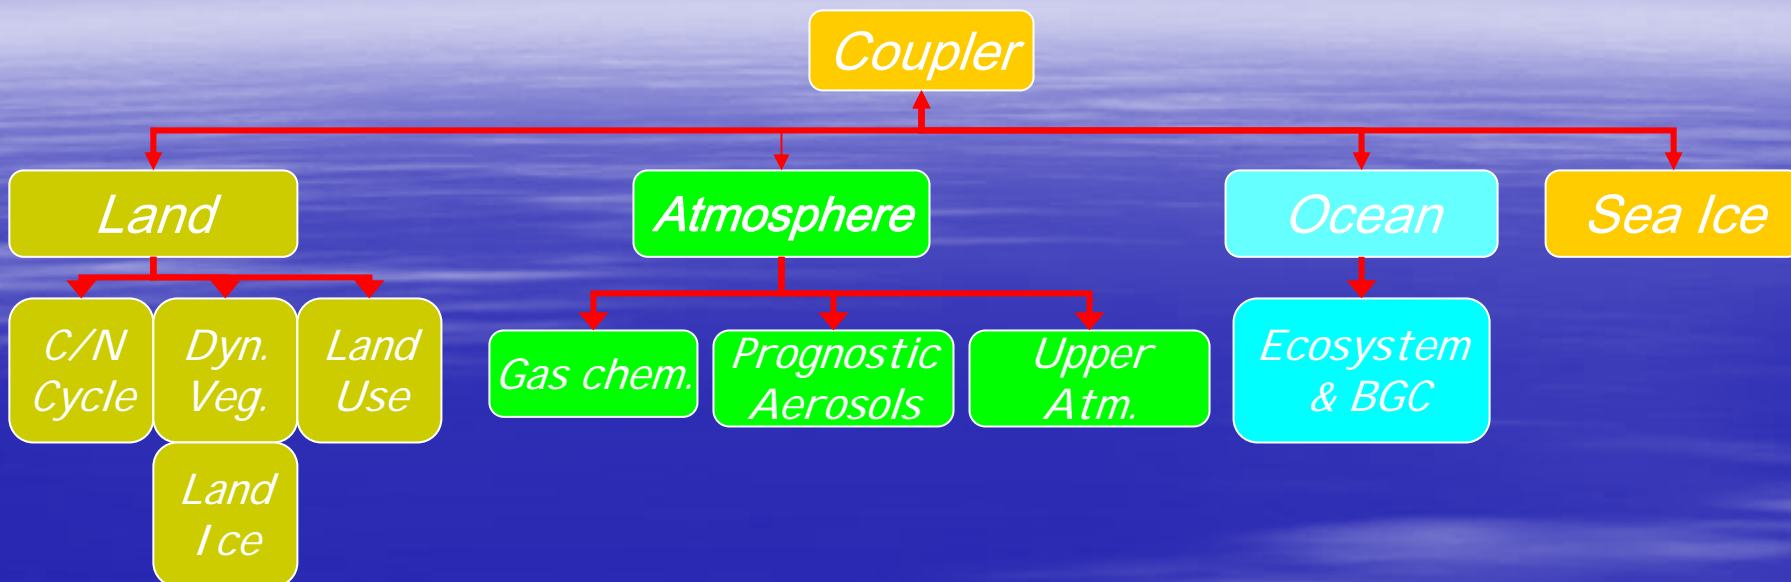 Coupler
Land
Atmosphere
Ocean
Sea Ice
C/N
Cycle
Dyn.
Veg.
Land
Use
Gas chem.
Prognostic
Aerosols
Upper
Atm.
Ecosystem
& BGC
Land
Ice